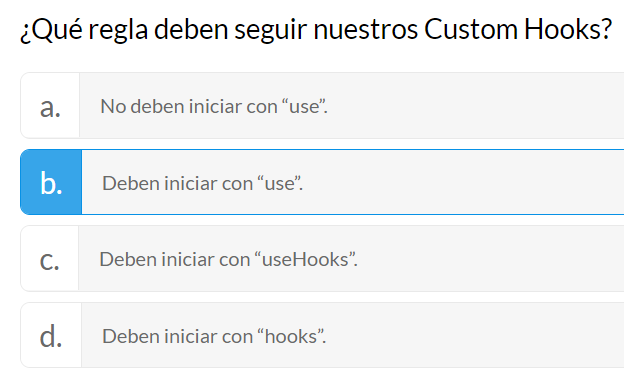 ¿Qué regla deben seguir nuestros Custom Hooks?
a. No deben iniciar con “use”.
b. Deben iniciar con “use”.
c. Deben iniciar con “useHooks”.
d. Deben iniciar con “hooks”.